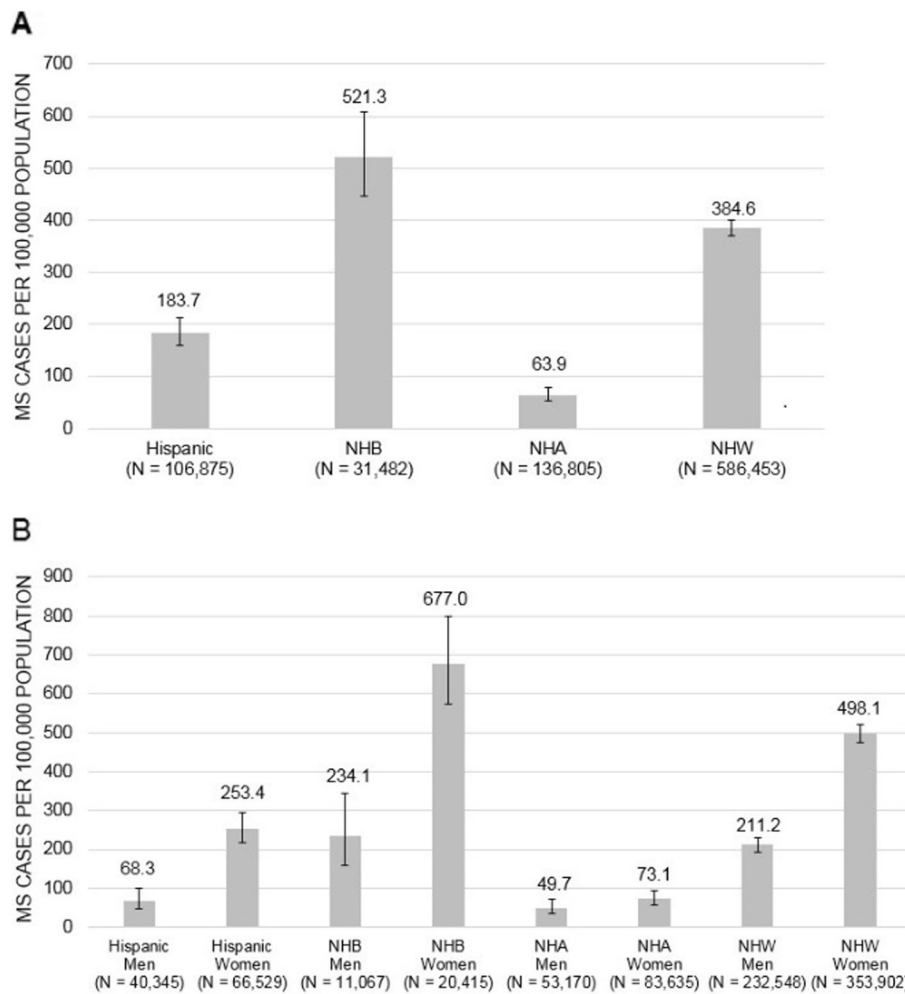 A
MS CASES PER 100,000 POPULATION
700
600
500
400
300
200
100
0
183.7
521.3
63.9
384.6
Hispanic
(N = 106,875)
NHB
(N = 31,482)
NHA
(N = 136,805)
NHW
(N = 586,453)
B
MS CASES PER 100,000 POPULATION
900
800
700
600
500
400
300
200
100
0
68.3
253.4
234.1
677.0
49.7
73.1
211.2
498.1
Hispanic
Men
(N = 40,345)
Hispanic
Women
(N = 66,529)
NHB
Men
(N = 11,067)
NHB
Women
(N = 20,415)
NHA
Men
(N = 53,170)
NHA
Women
(N = 83,635)
NHW
Men
(N = 232,548)
NHW
Women
(N = 353,902)